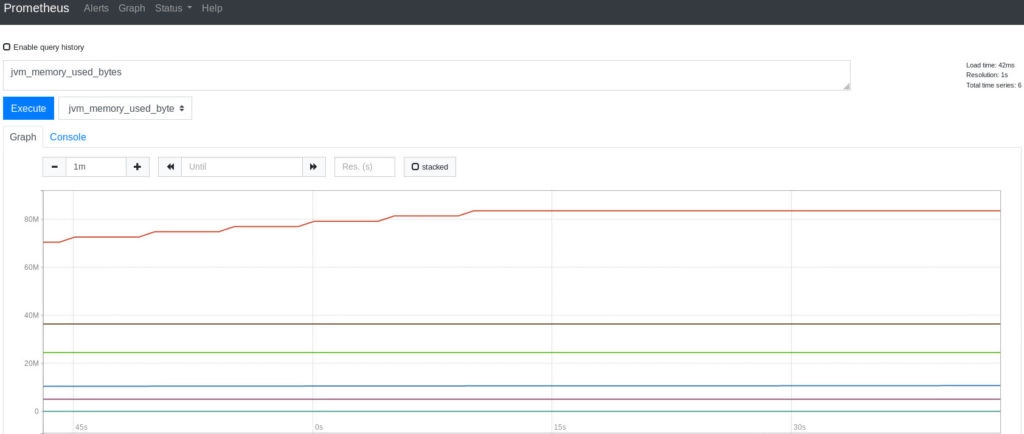 Prometheus Alerts Graph Status Help
Enable query history
jvm_memory_used_bytes
Load time: 42ms
Resolution: 1s
Total time series: 6
Execute jvm_memory_used_byte
Graph Console
1m Until Res. (s) stacked
80M
60M
40M
20M
0
45s 0s 15s 30s